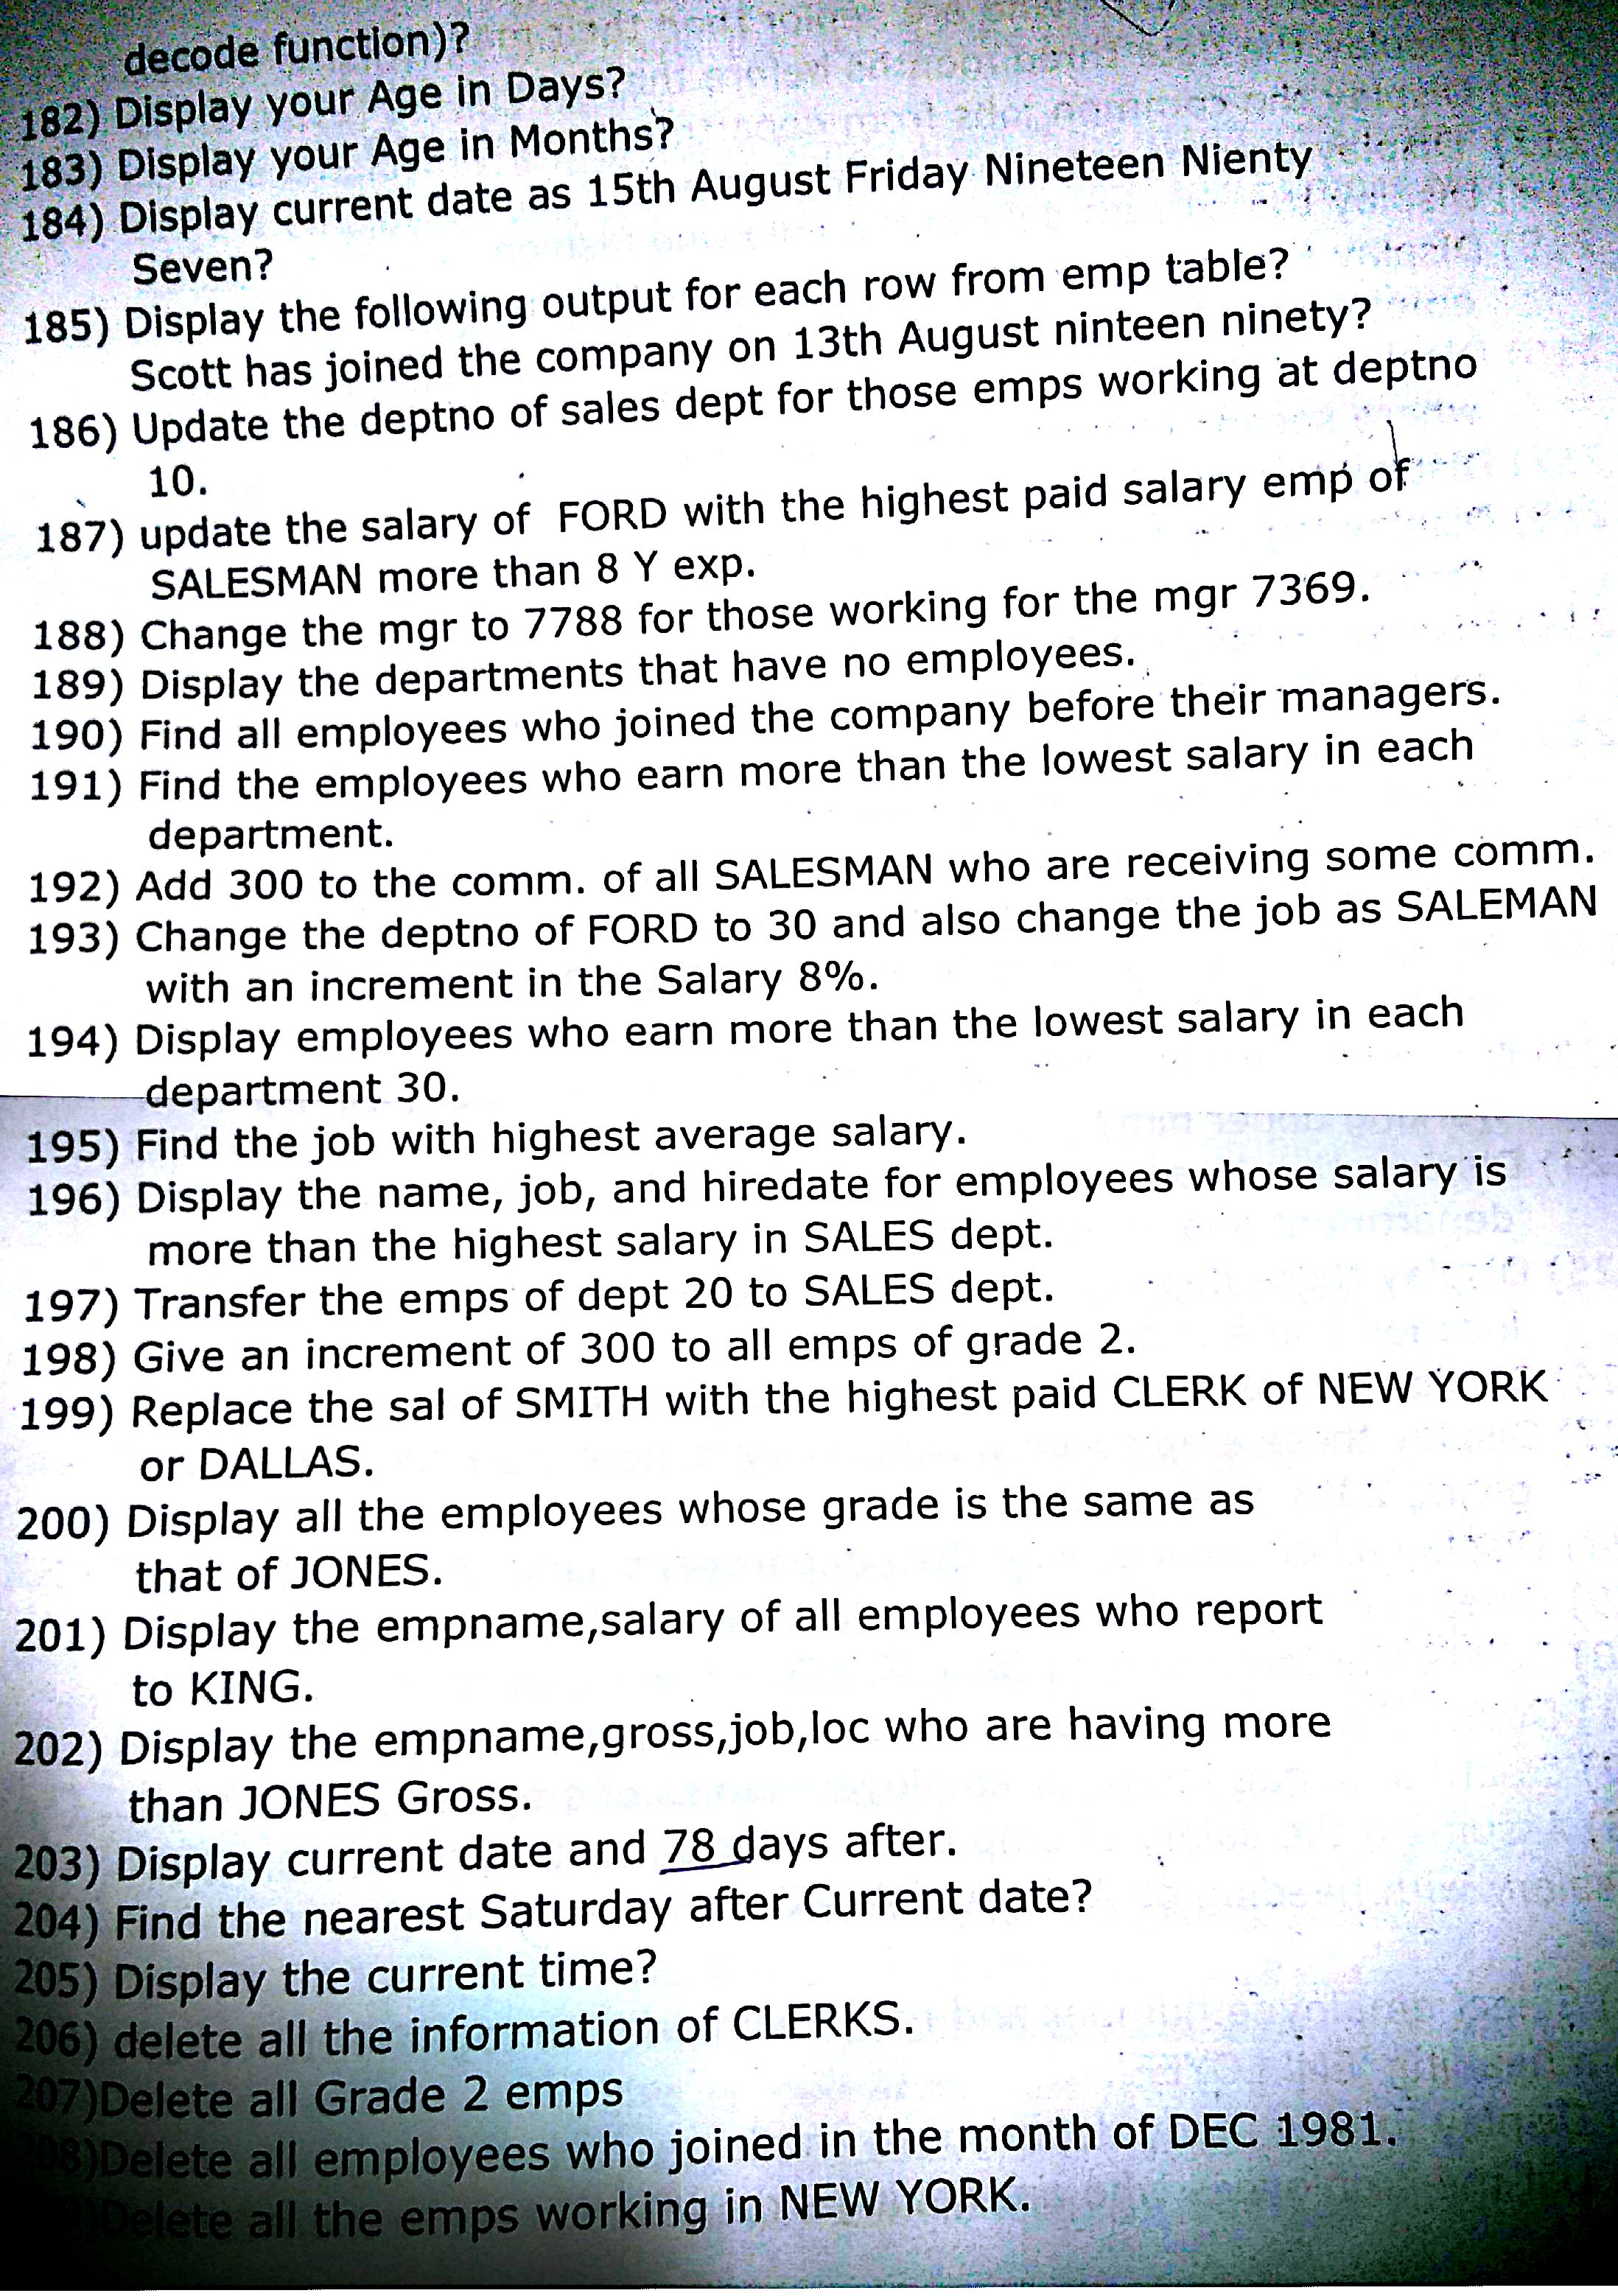 decode function)?
182) Display your Age in Days?
183) Display your Age in Months?
184) Display current date as 15th August Friday Nineteen Nienty
Seven?
185) Display the following output for each row from emp table?
Scott has joined the company on 13th August ninteen ninety?
186) Update the deptno of sales dept for those emps working at deptno
10.
187) update the salary of FORD with the highest paid salary emp of
SALESMAN more than 8 Y exp.
188) Change the mgr to 7788 for those working for the mgr 7369.
189) Display the departments that have no employees.
190) Find all employees who joined the company before their managers.
191) Find the employees who earn more than the lowest salary in each
department.
192) Add 300 to the comm. of all SALESMAN who are receiving some comm.
193) Change the deptno of FORD to 30 and also change the job as SALEMAN
with an increment in the Salary 8%.
194) Display employees who earn more than the lowest salary in each
department 30.
195) Find the job with highest average salary.
196) Display the name, job, and hiredate for employees whose salary is
more than the highest salary in SALES dept.
197) Transfer the emps of dept 20 to SALES dept.
198) Give an increment of 300 to all emps of grade 2.
199) Replace the sal of SMITH with the highest paid CLERK of NEW YORK
or DALLAS.
200) Display all the employees whose grade is the same as
that of JONES.
201) Display the empname,salary of all employees who report
to KING.
202) Display the empname,gross,job,loc who are having more
than JONES Gross.
203) Display current date and 78 days after.
204) Find the nearest Saturday after Current date?
205) Display the current time?
206) delete all the information of CLERKS.
207)Delete all Grade 2 emps
208)Delete all employees who joined in the month of DEC 1981.
Delete all the emps working in NEW YORK.